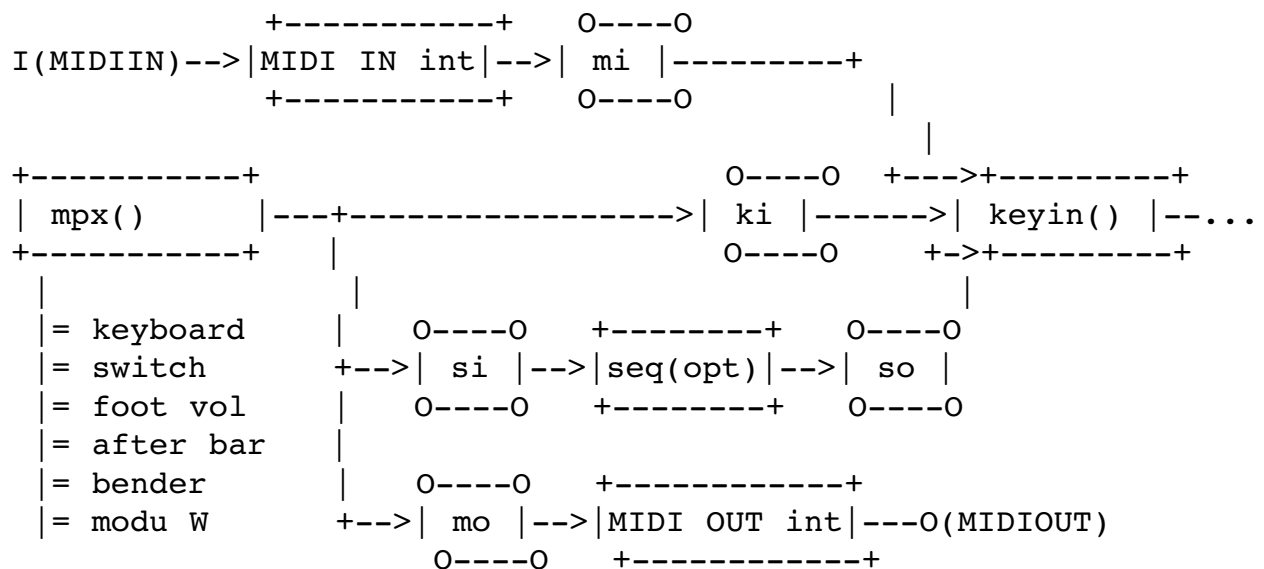 +-----------+    O----O
I(MIDIIN)-->|MIDI IN int|-->| mi |---------+
              +-----------+    O----O          |
                                                 |
+-----------+                          O----O  +--->+---------+
| mpx()     |---+----------------->| ki |------>| keyin() |--...
+-----------+    |                     O----O    +->+---------+
 |                |                                |
 |= keyboard     |    O----O   +--------+   O----O
 |= switch       +-->| si |-->|seq(opt)|-->| so |
 |= foot vol      |    O----O   +--------+   O----O
 |= after bar    |
 |= bender       |    O----O   +------------+
 |= modu W       +-->| mo |-->|MIDI OUT int|---O(MIDIOUT)
                       O----O   +------------+